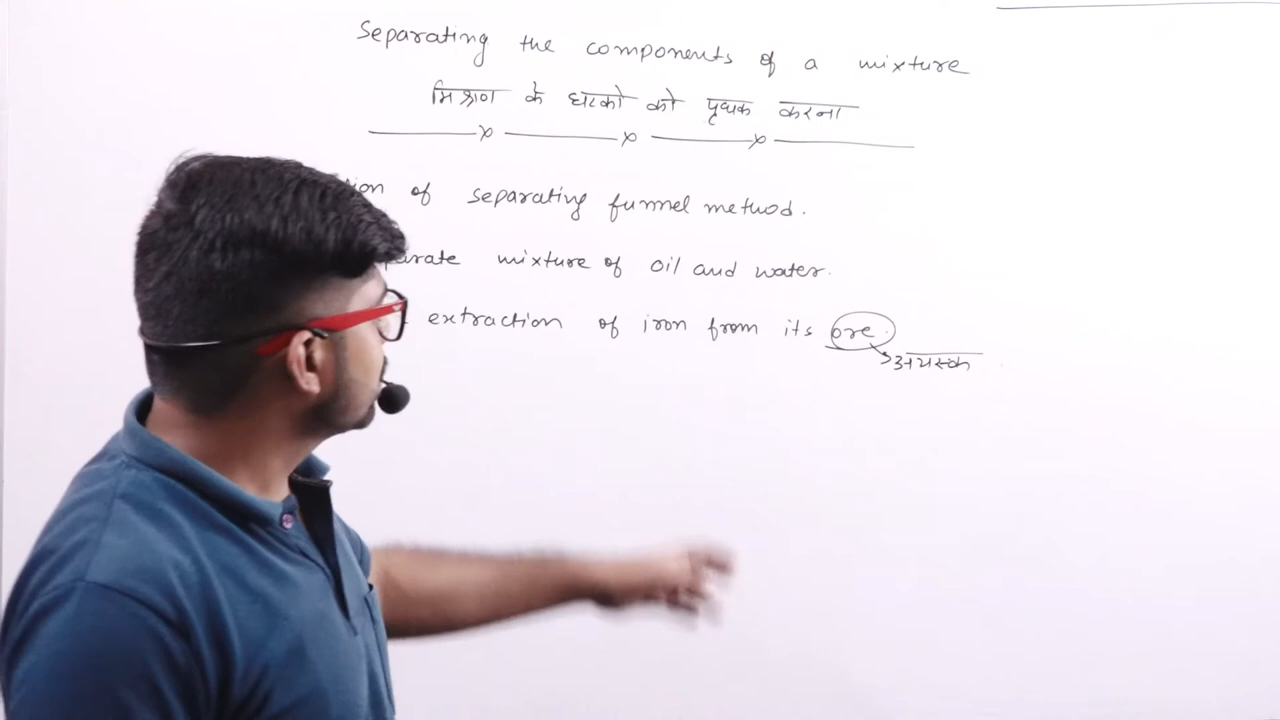 Separating the components of a mixture
मिश्रण के घटको को पृथक करना
of separating funnel method.
mixture of oil and water.
extraction of iron from its ore.
अयस्क